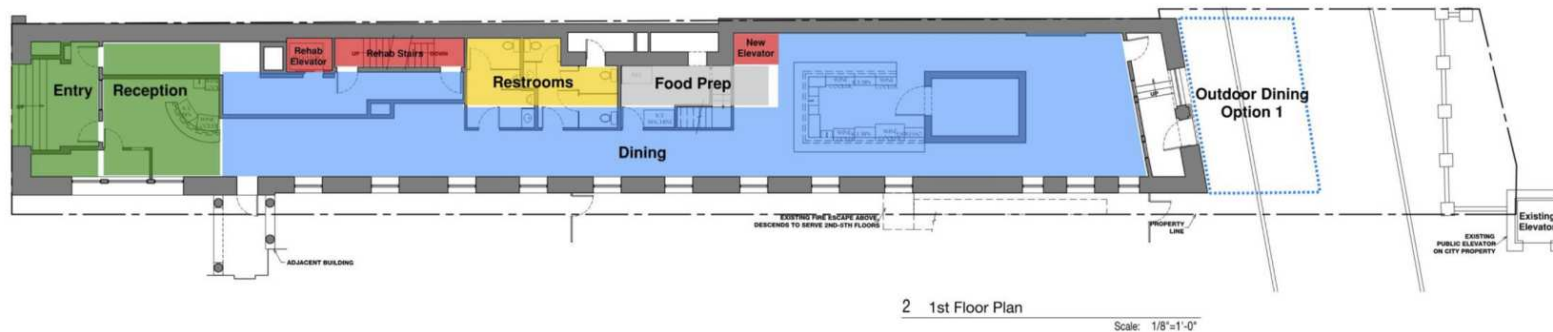 Rehab
Elevator
UP
Rehab Stairs
DOWN
New
Elevator
Entry
Reception
Restrooms
Food Prep
Dining
UP
Outdoor Dining
Option 1
EXISTING FIRE ESCAPE ABOVE,
DESCENDS TO SERVE 2ND-5TH FLOORS
PROPERTY
LINE
ADJACENT BUILDING
EXISTING
PUBLIC ELEVATOR
ON CITY PROPERTY
Existing
Elevator
2 1st Floor Plan
Scale: 1/8"=1'-0"